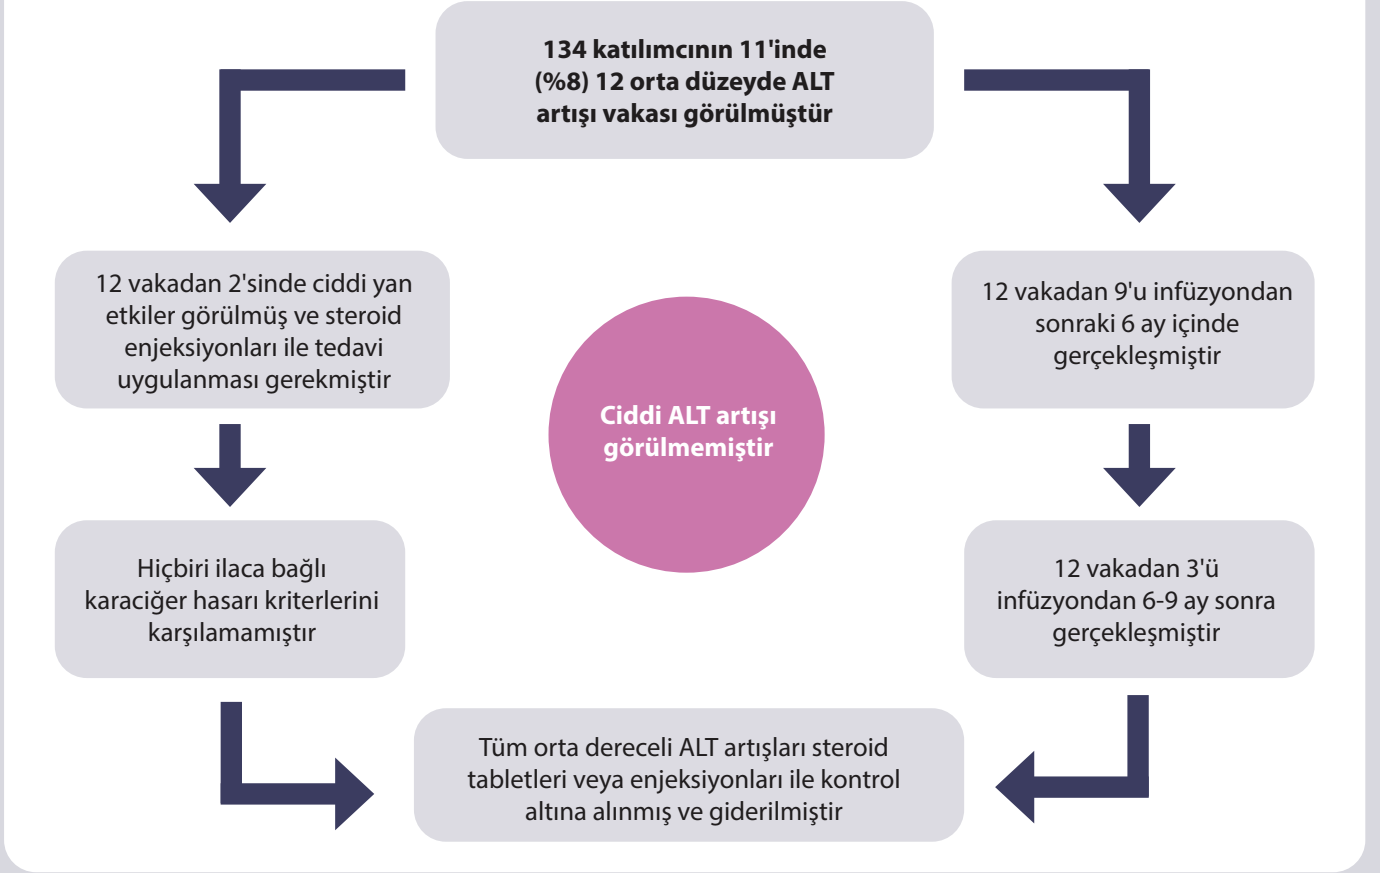 134 katılımcının 11'inde
(%8) 12 orta düzeyde ALT
artışı vakası görülmüştür
12 vakadan 2'sinde ciddi yan
etkiler görülmüş ve steroid
enjeksiyonları ile tedavi
uygulanması gerekmiştir
12 vakadan 9'u infüzyondan
sonraki 6 ay içinde
gerçekleşmiştir
Ciddi ALT artışı
görülmemiştir
Hiçbiri ilaca bağlı
karaciğer hasarı kriterlerini
karşılamamıştır
12 vakadan 3'ü
infüzyondan 6-9 ay sonra
gerçekleşmiştir
Tüm orta dereceli ALT artışları steroid
tabletleri veya enjeksiyonları ile kontrol
altına alınmış ve giderilmiştir